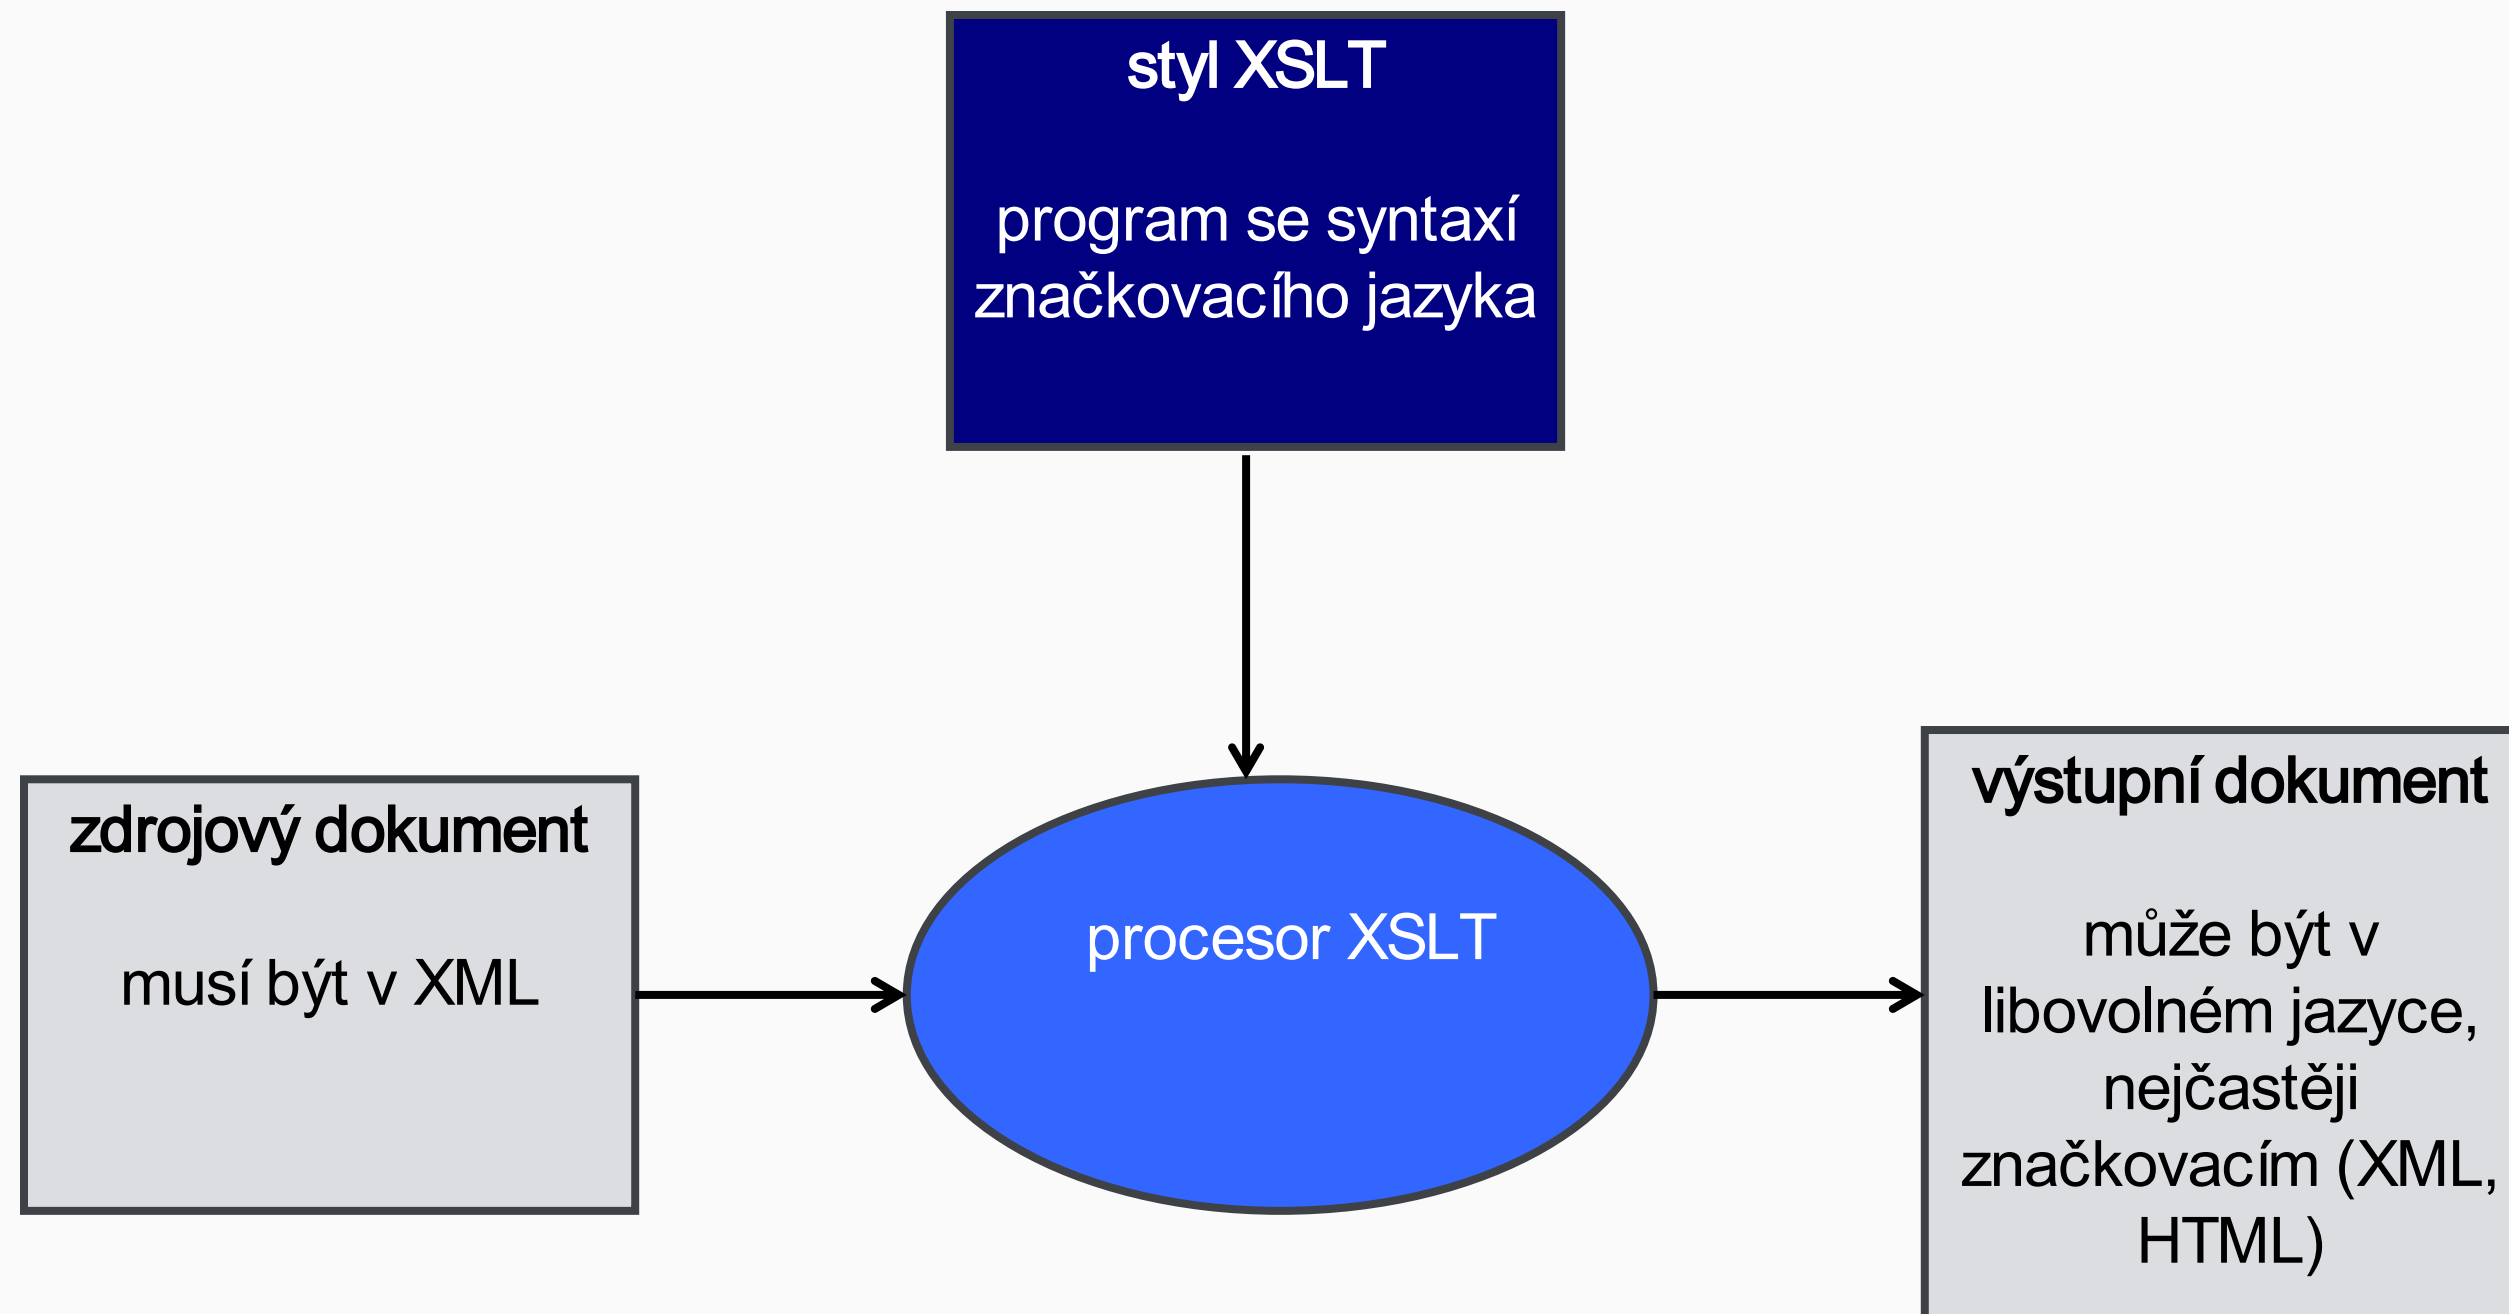 styl XSLT
program se syntaxí
značkovacího jazyka
zdrojový dokument
musí být v XML
procesor XSLT
výstupní dokument
může být v
libovolném jazyce,
nejčastěji
značkovacím (XML,
HTML)